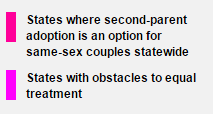 States where second-parent
adoption is an option for
same-sex couples statewide
States with obstacles to equal
treatment